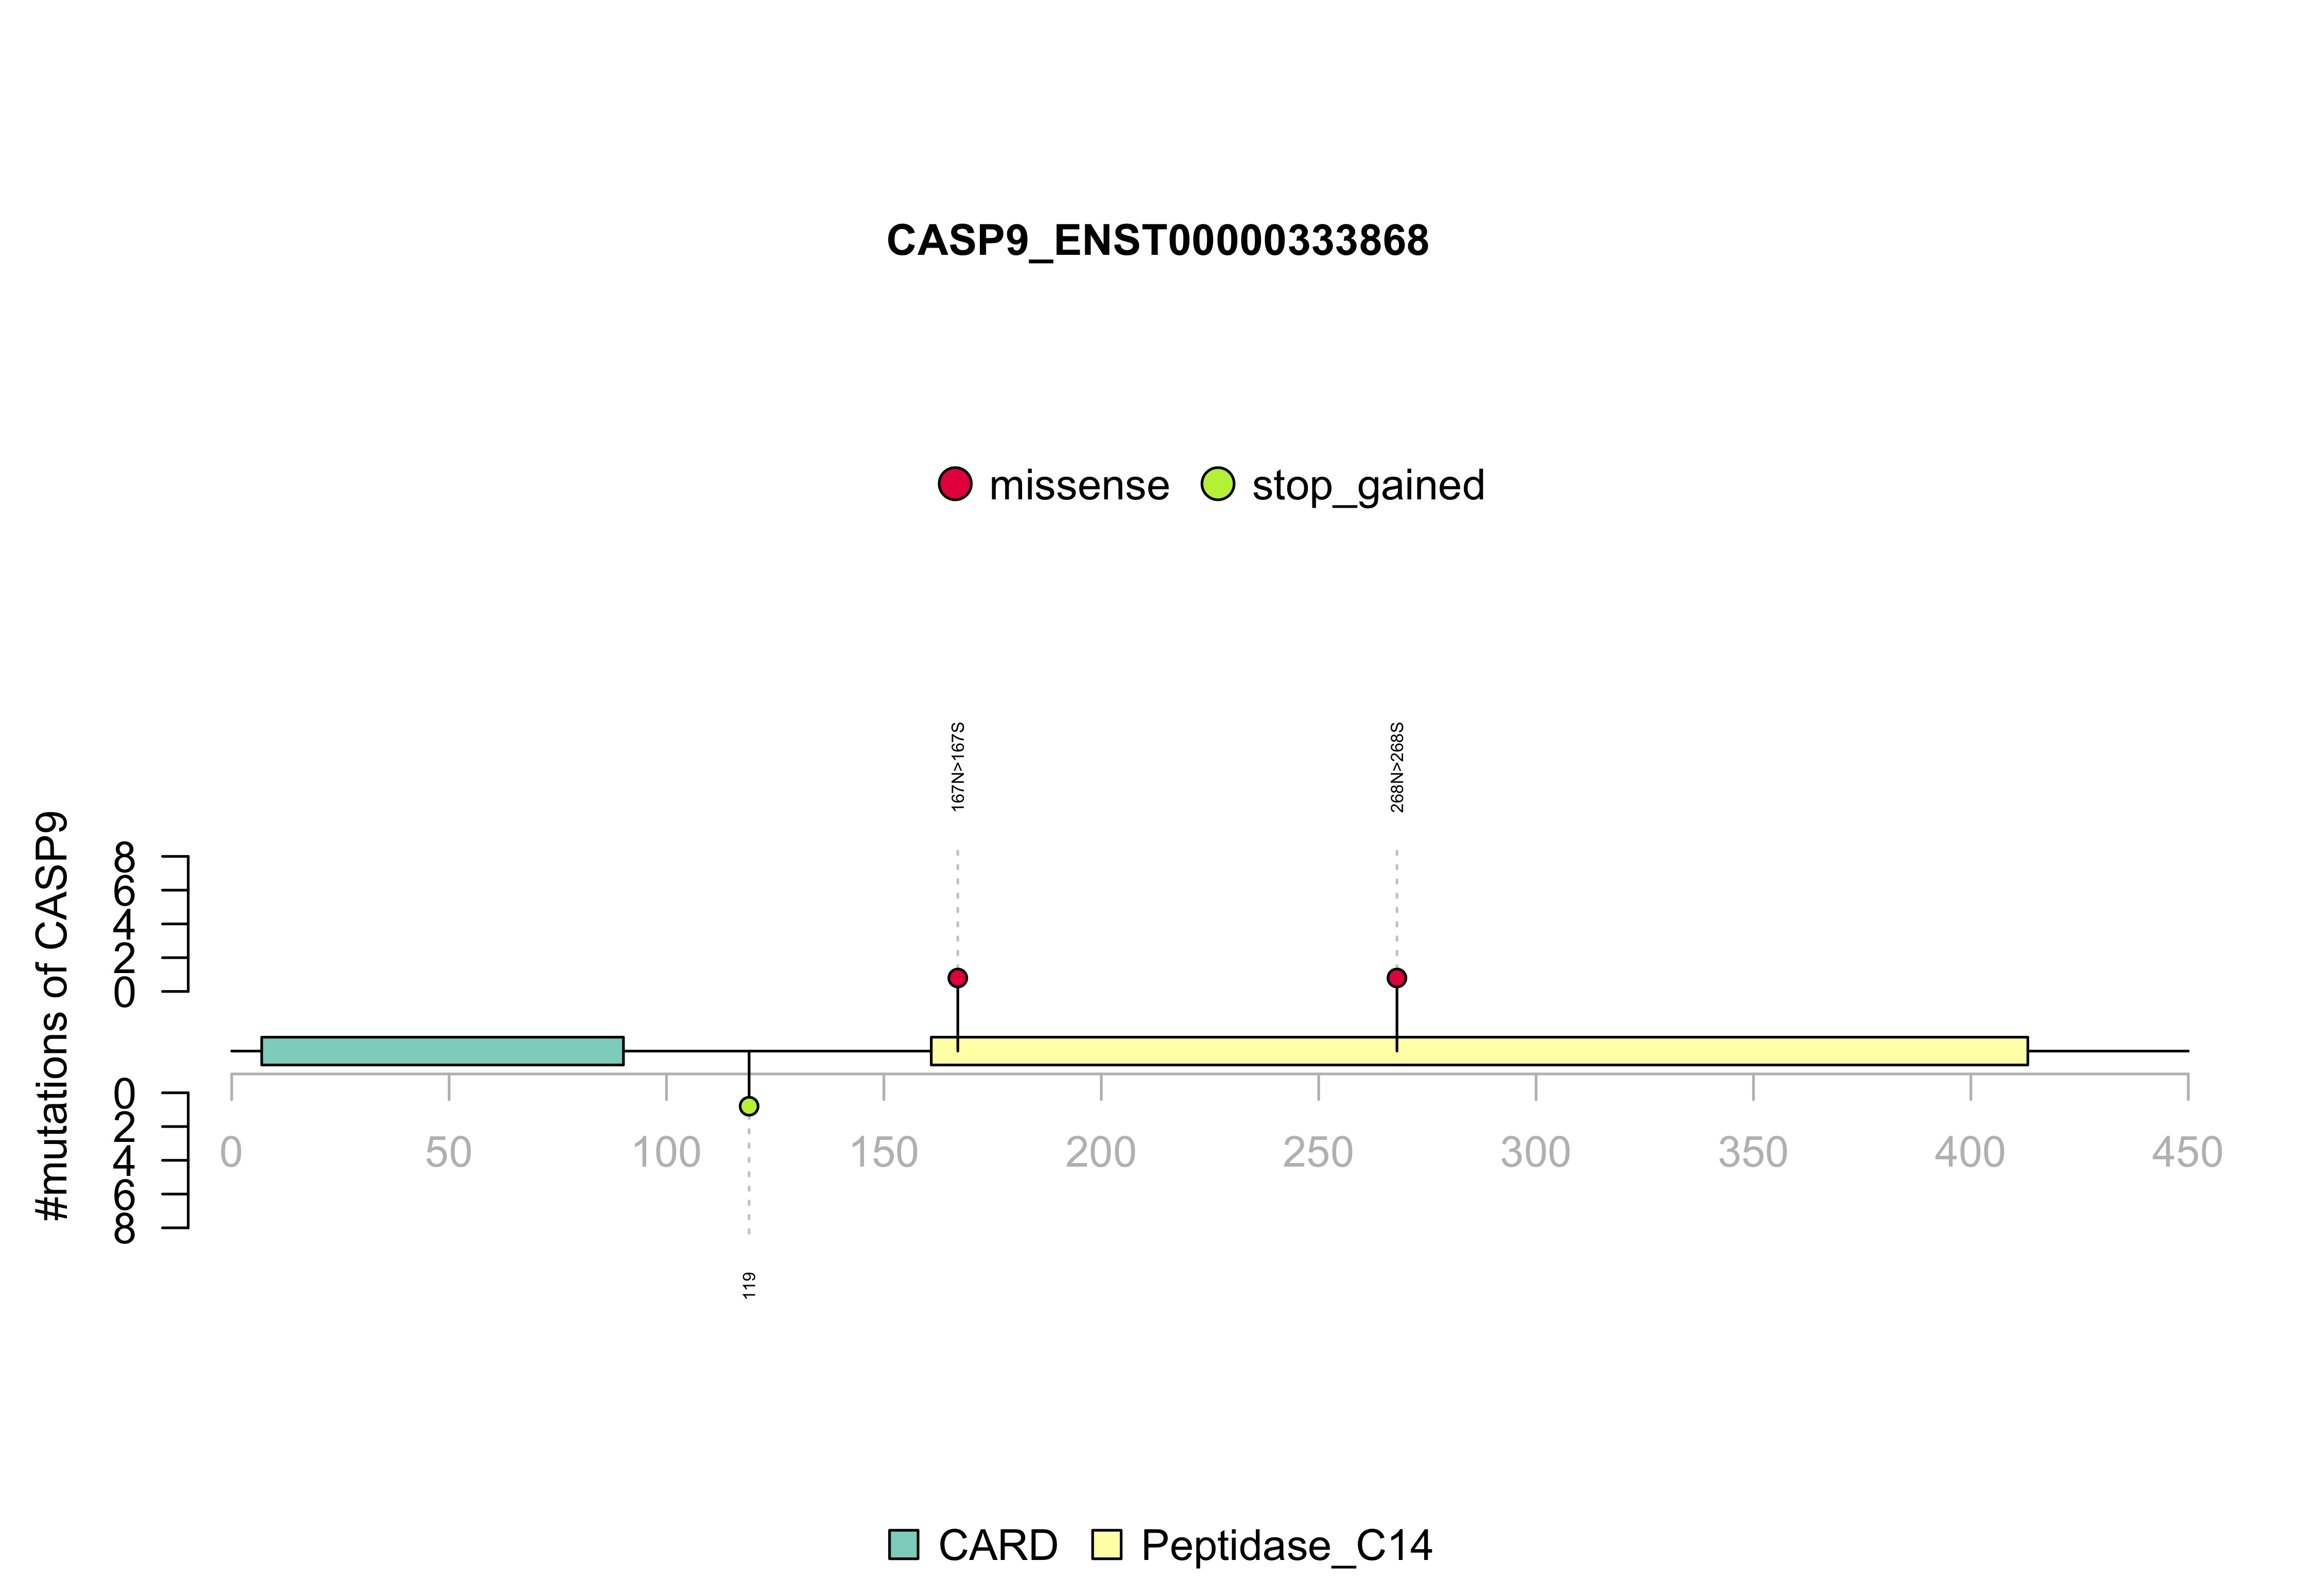 CASP9_ENST00000333868
missense stop_gained
167N>167S 268N>268S
#mutations of CASP9
8
6
4
2
0
0
2
4
6
8
0 50 100 150 200 250 300 350 400 450
119
CARD Peptidase_C14